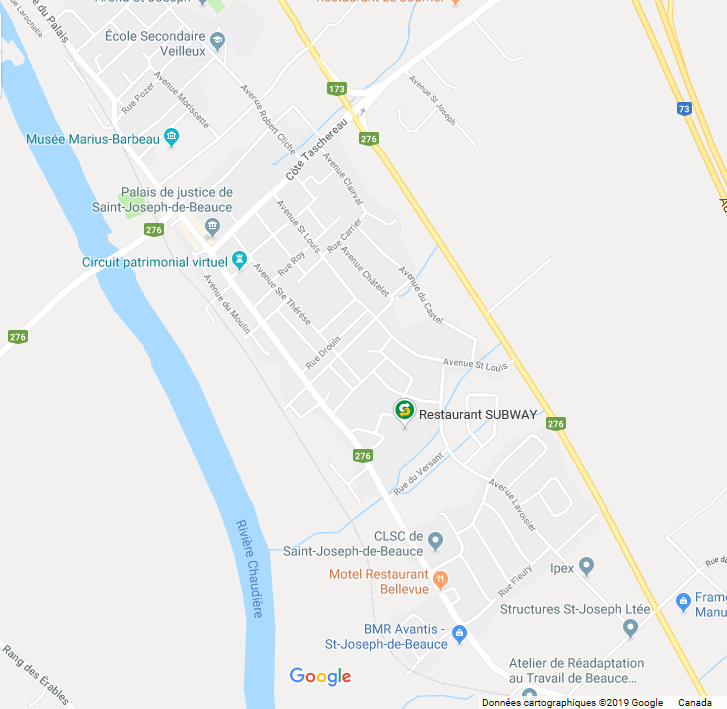 Aréna St-Joseph
Restaurant Le Journel
Rue du Palais
Larochelle
École Secondaire
Veilleux
173
Rue Pozer
Avenue Morissette
Avenue Robert Cliche
Avenue St Joseph
73
Musée Marius-Barbeau
276
Côte Taschereau
Avenue Clairval
Palais de justice de
Saint-Joseph-de-Beauce
276
Avenue St Louis
Rue Carrier
Circuit patrimonial virtuel
Rue Roy
Avenue Châtelet
Avenue du Moulin
Avenue Ste Thérèse
Avenue du Castel
276
Rue Drouin
Avenue St Louis
Restaurant SUBWAY
276
276
Rue du Versant
Avenue Lavoisier
Rivière Chaudière
CLSC de
Saint-Joseph-de-Beauce
Ipex
Rue de
Motel Restaurant
Bellevue
Rue Fleury
Frame
Manu
Structures St-Joseph Ltée
BMR Avantis -
St-Joseph-de-Beauce
Rang des Érables
Google
Atelier de Réadaptation
au Travail de Beauce...
Données cartographiques ©2019 Google Canada